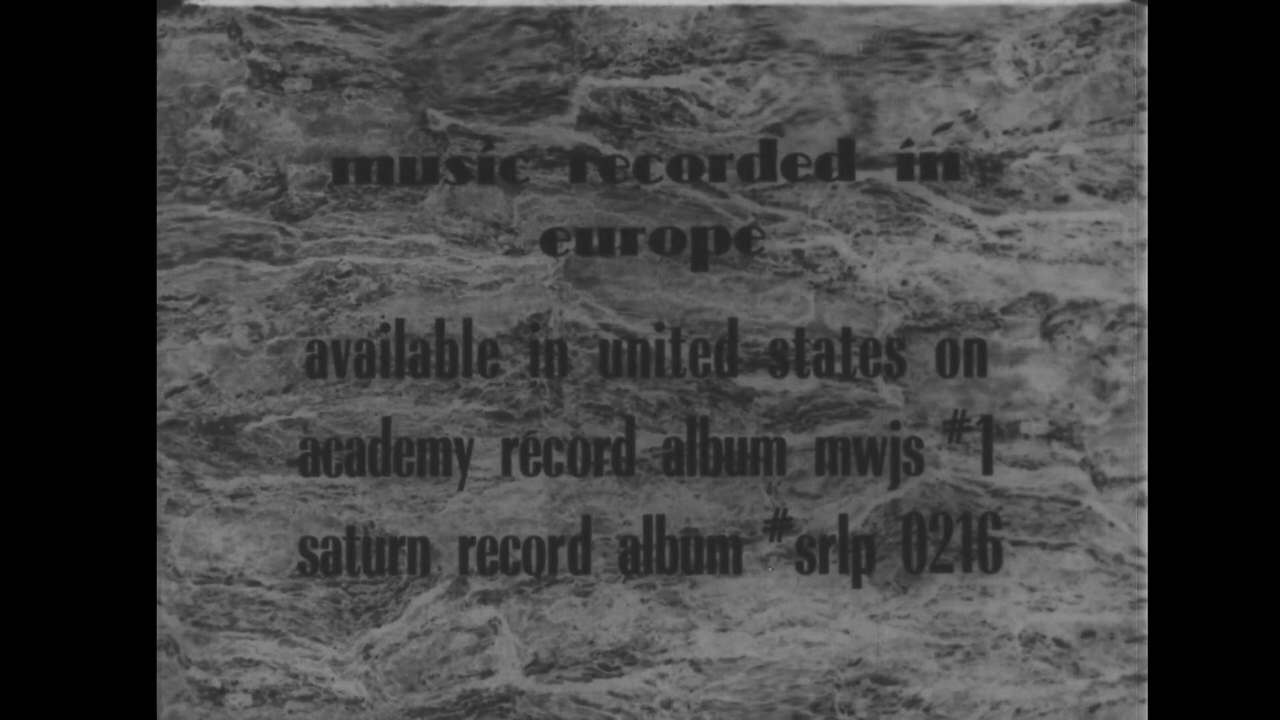 music recorded in
europe
available in united states on
academy record album mwjs #1
saturn record album #srlp 0216